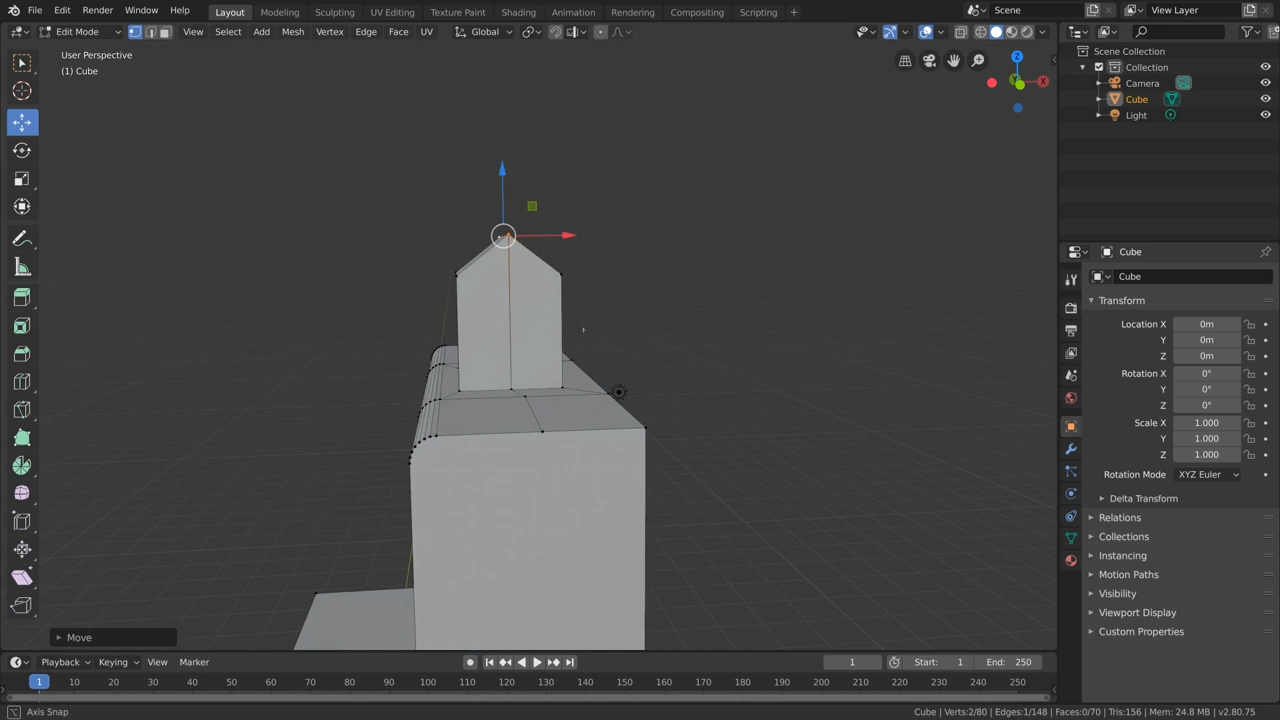 File Edit Render Window Help Layout Modeling Sculpting UV Editing Texture Paint Shading Animation Rendering Compositing Scripting + Scene View Layer
Edit Mode View Select Add Mesh Vertex Edge Face UV Global
User Perspective
(1) Cube
Z
X
Y
Scene Collection
Collection
Camera
Cube
Light
Cube
Cube
Transform
Location X 0m
Y 0m
Z 0m
Rotation X 0°
Y 0°
Z 0°
Scale X 1.000
Y 1.000
Z 1.000
Rotation Mode XYZ Euler
Delta Transform
Relations
Collections
Instancing
Motion Paths
Visibility
Viewport Display
Custom Properties
Move
Playback Keying View Marker 1 Start: 1 End: 250
1 10 20 30 40 50 60 70 80 90 100 110 120 130 140 150 160 170 180 190 200 210 220 230 240 250
Axis Snap Cube | Verts:2/80 | Edges:1/148 | Faces:0/70 | Tris:156 | Mem: 24.8 MB | v2.80.75